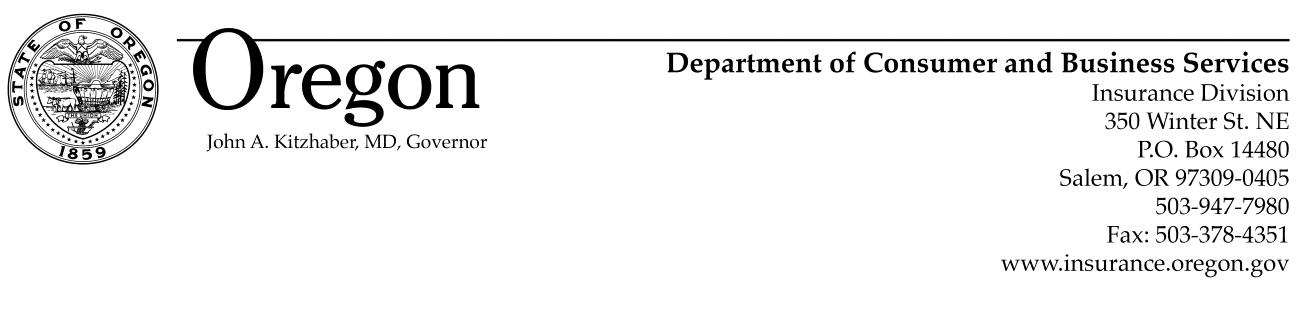 STATE OF OREGON
THE UNION
1859
Oregon
John A. Kitzhaber, MD, Governor
Department of Consumer and Business Services
Insurance Division
350 Winter St. NE
P.O. Box 14480
Salem, OR 97309-0405
503-947-7980
Fax: 503-378-4351
www.insurance.oregon.gov